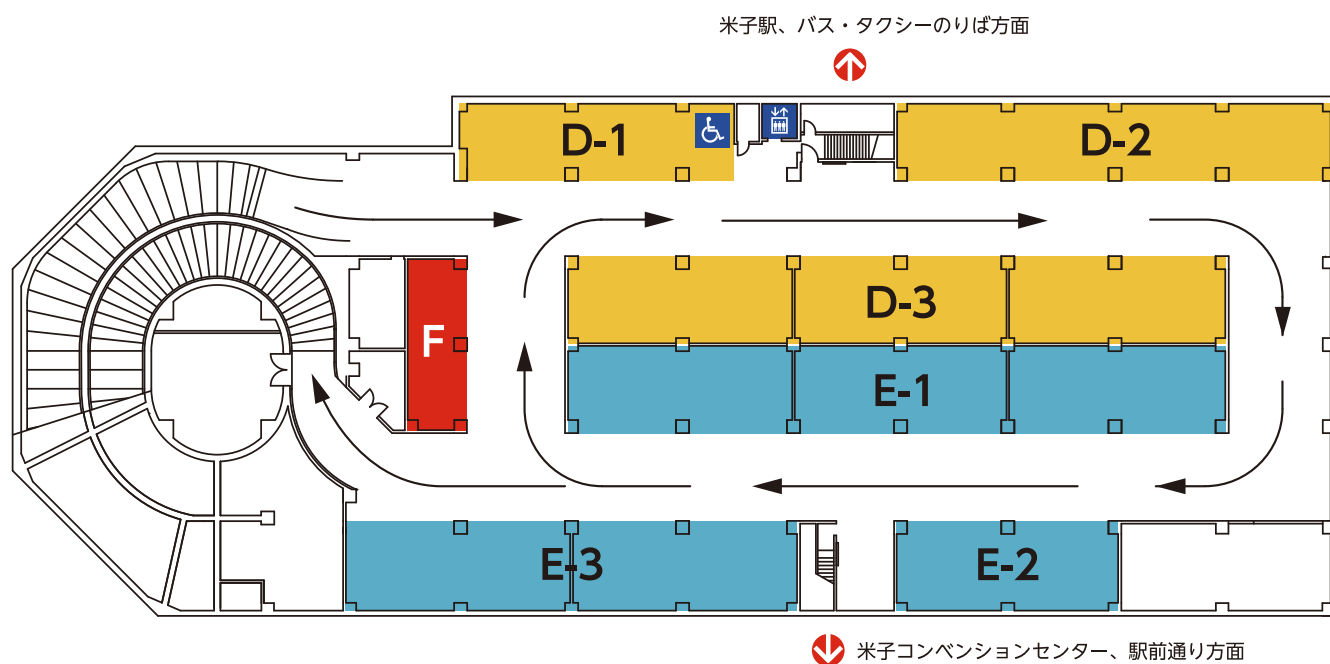 米子駅、バス・タクシーのりば方面
D-1
D-2
D-3
F
E-1
E-3
E-2
米子コンベンションセンター、駅前通り方面